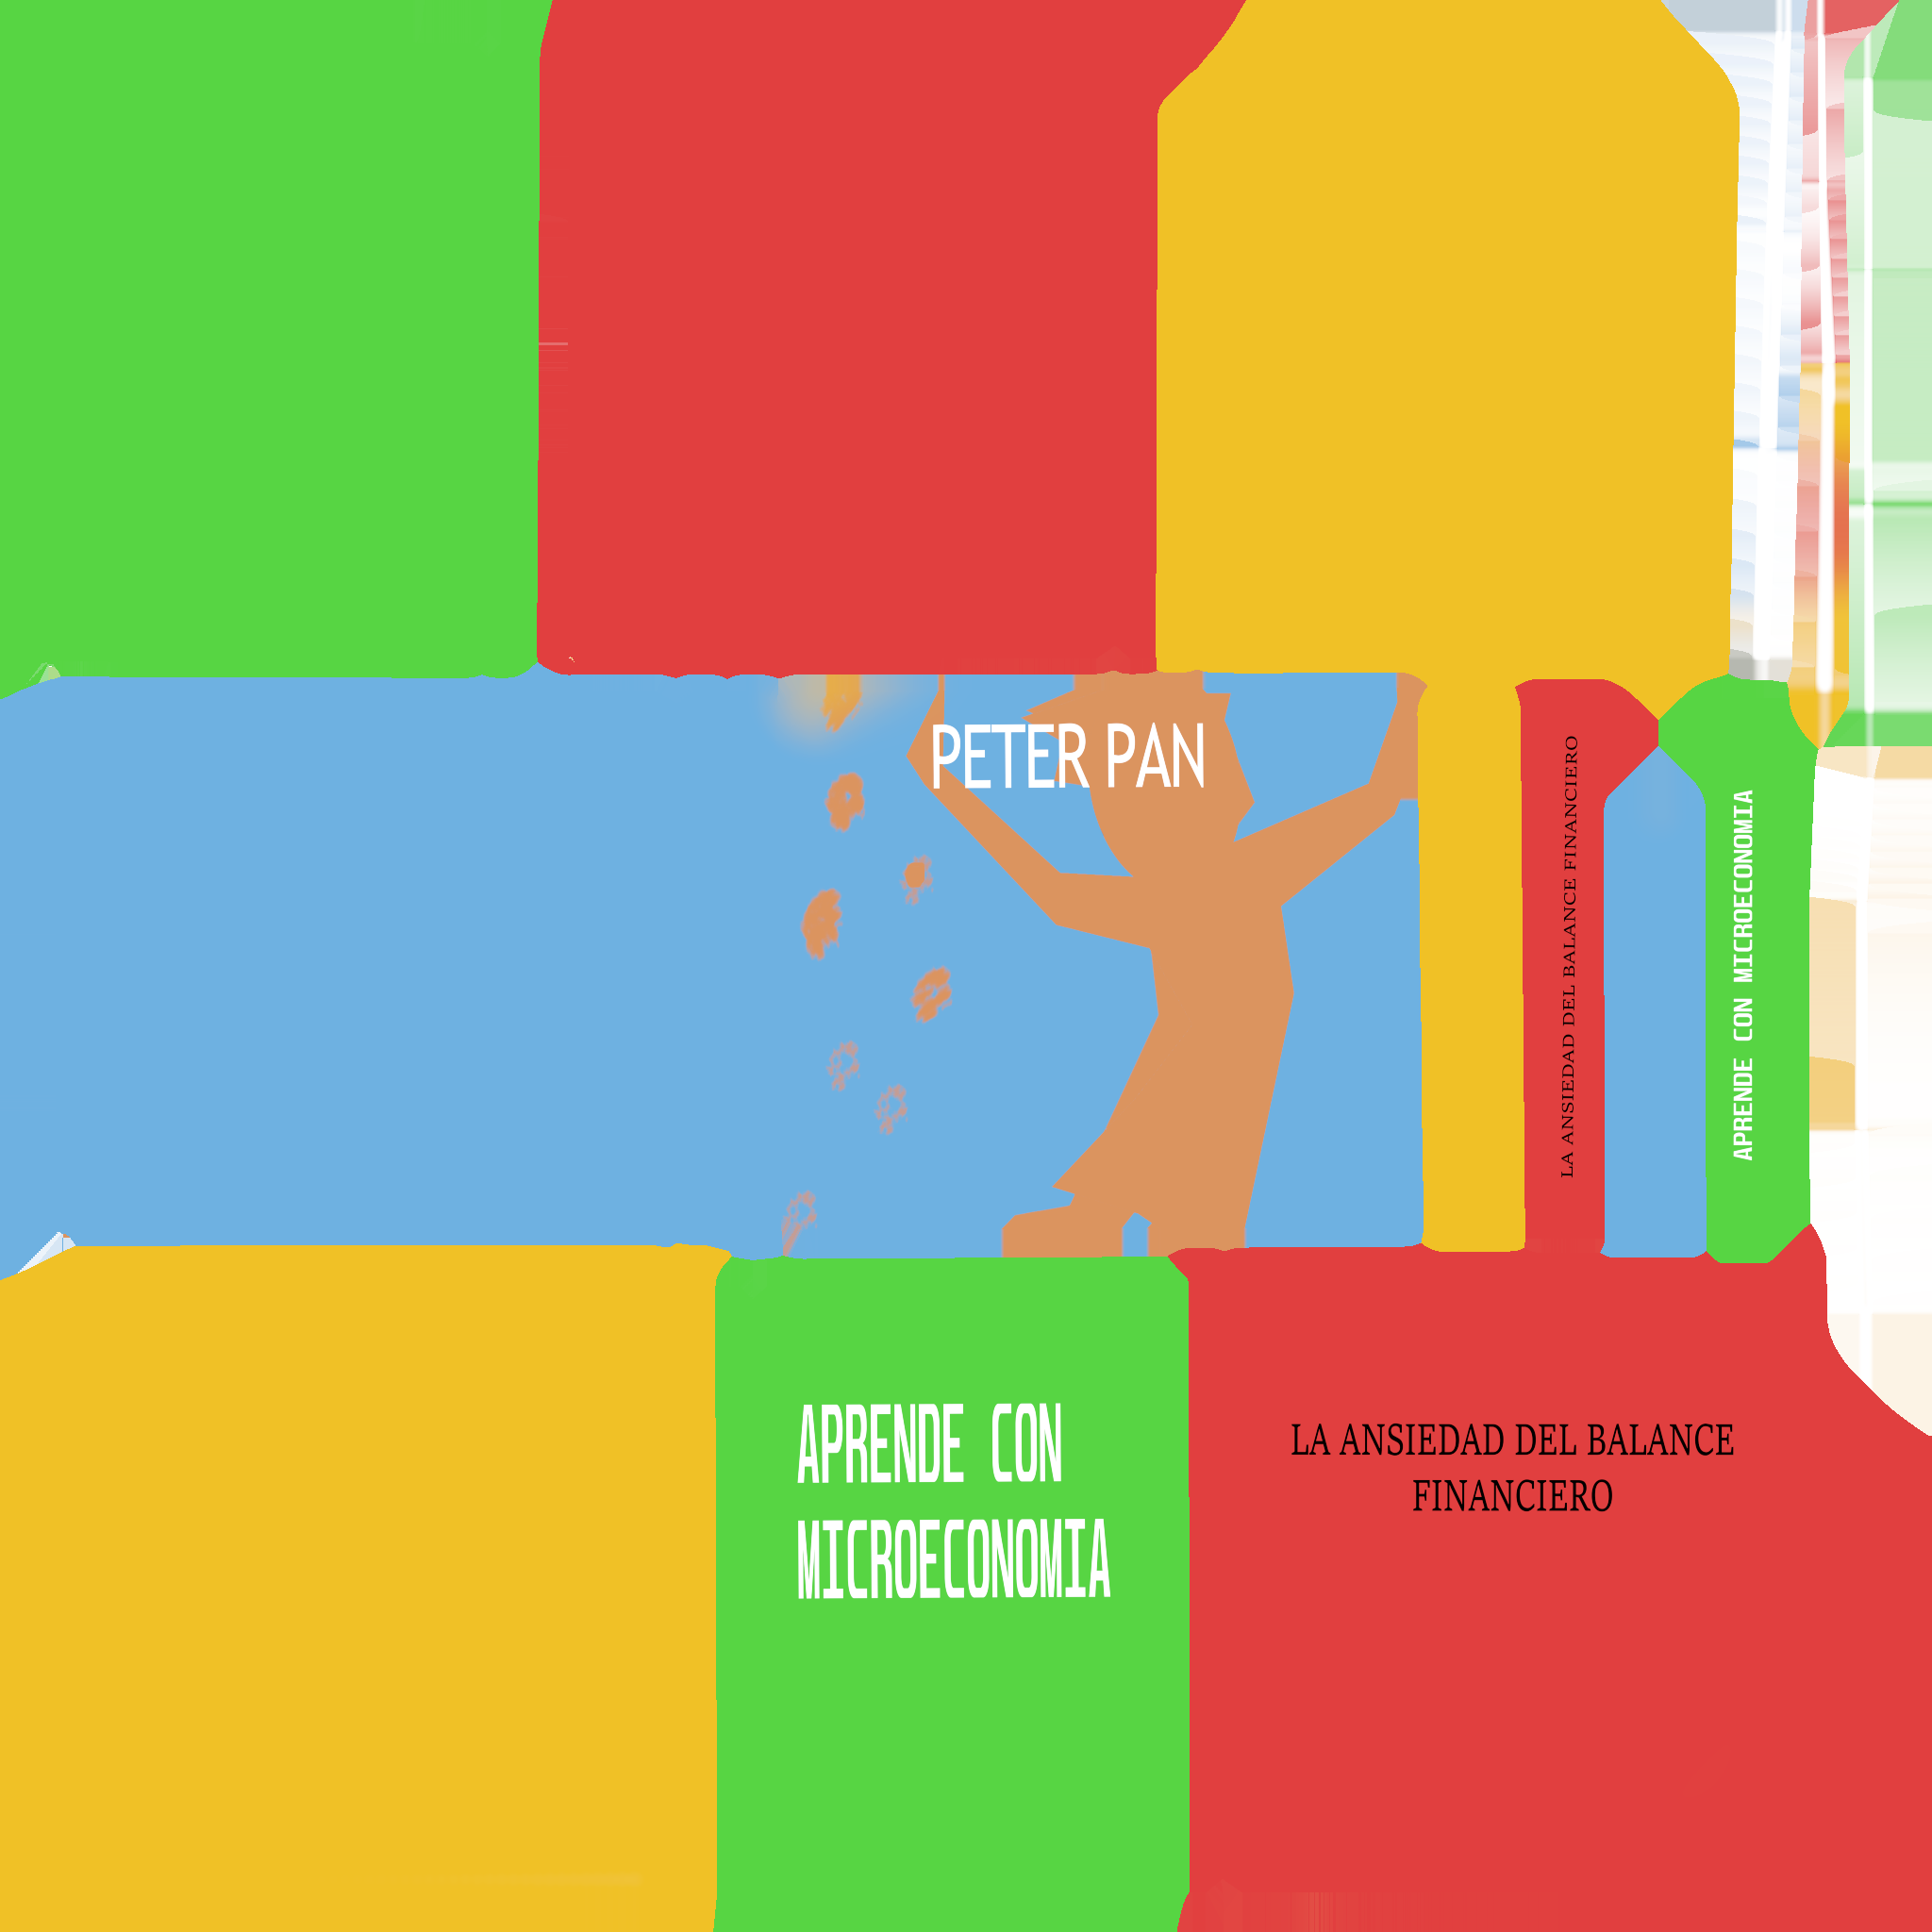 PETER PAN
LA ANSIEDAD DEL BALANCE FINANCIERO
APRENDE CON MICROECONOMIA
APRENDE CON
MICROECONOMIA
LA ANSIEDAD DEL BALANCE
FINANCIERO